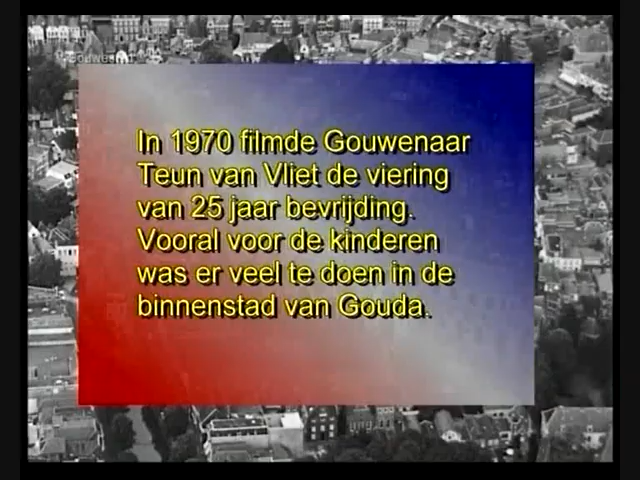 In 1970 filmde Gouwenaar
Teun van Vliet de viering
van 25 jaar bevrijding.
Vooral voor de kinderen
was er veel te doen in de
binnenstad van Gouda.